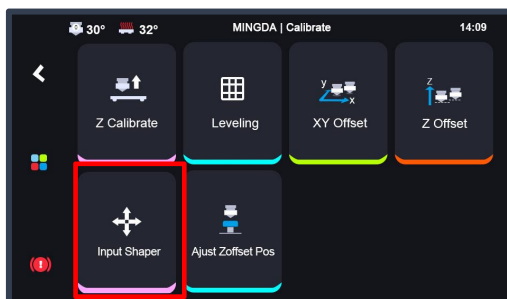 30° 32° MINGDA | Calibrate 14:09
Z Calibrate Leveling XY Offset Z Offset
Input Shaper Ajust Zoffset Pos